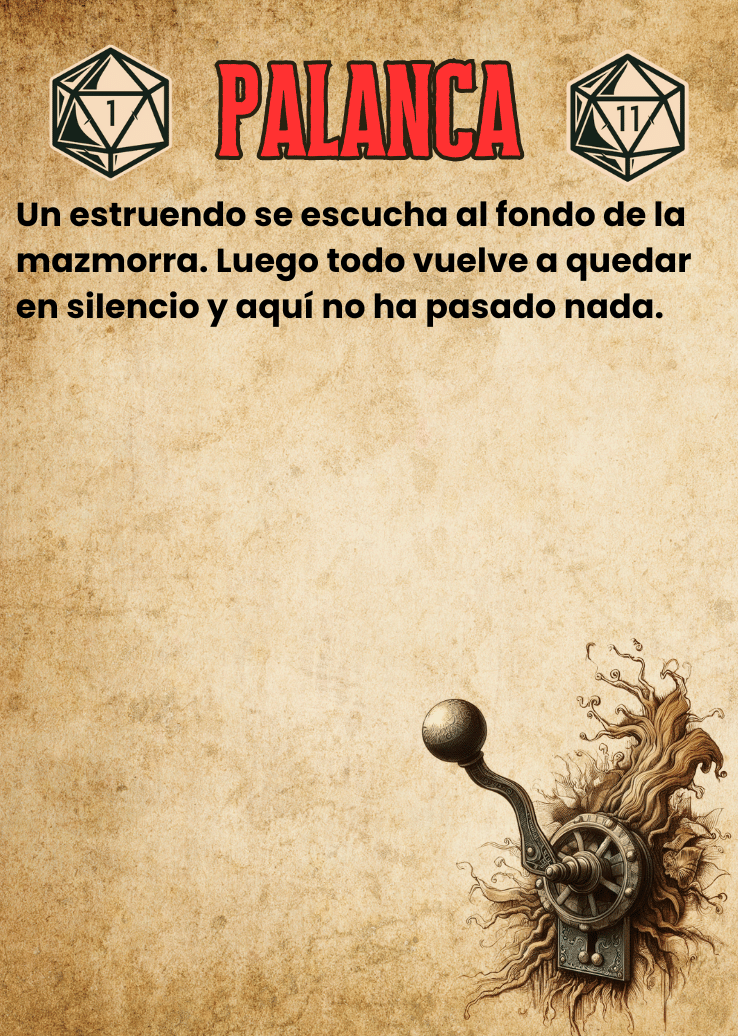 1
PALANCA
11
Un estruendo se escucha al fondo de la
mazmorra. Luego todo vuelve a quedar
en silencio y aquí no ha pasado nada.